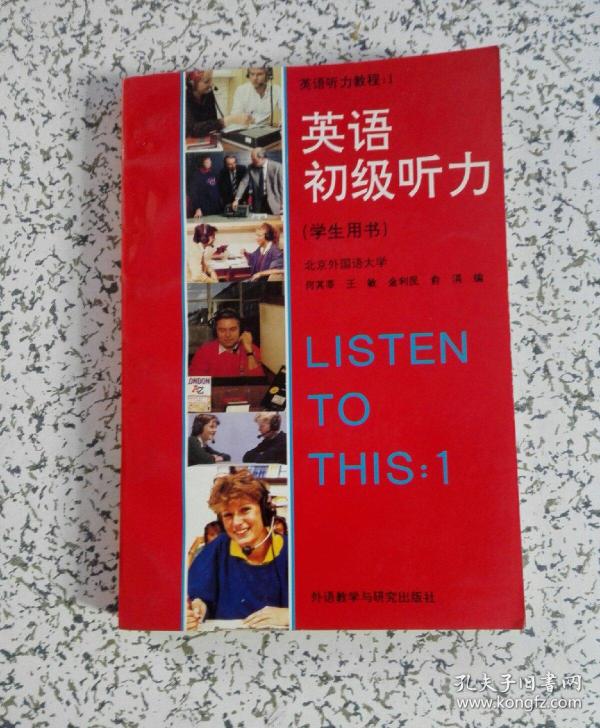 英语听力教程:1
英语
初级听力
(学生用书)
北京外国语大学
何其莘 王敏 金利民 俞涓 编
LISTEN
TO
THIS:1
LONDON
AZ
外语教学与研究出版社
孔夫子旧书网
www.kongfz.com